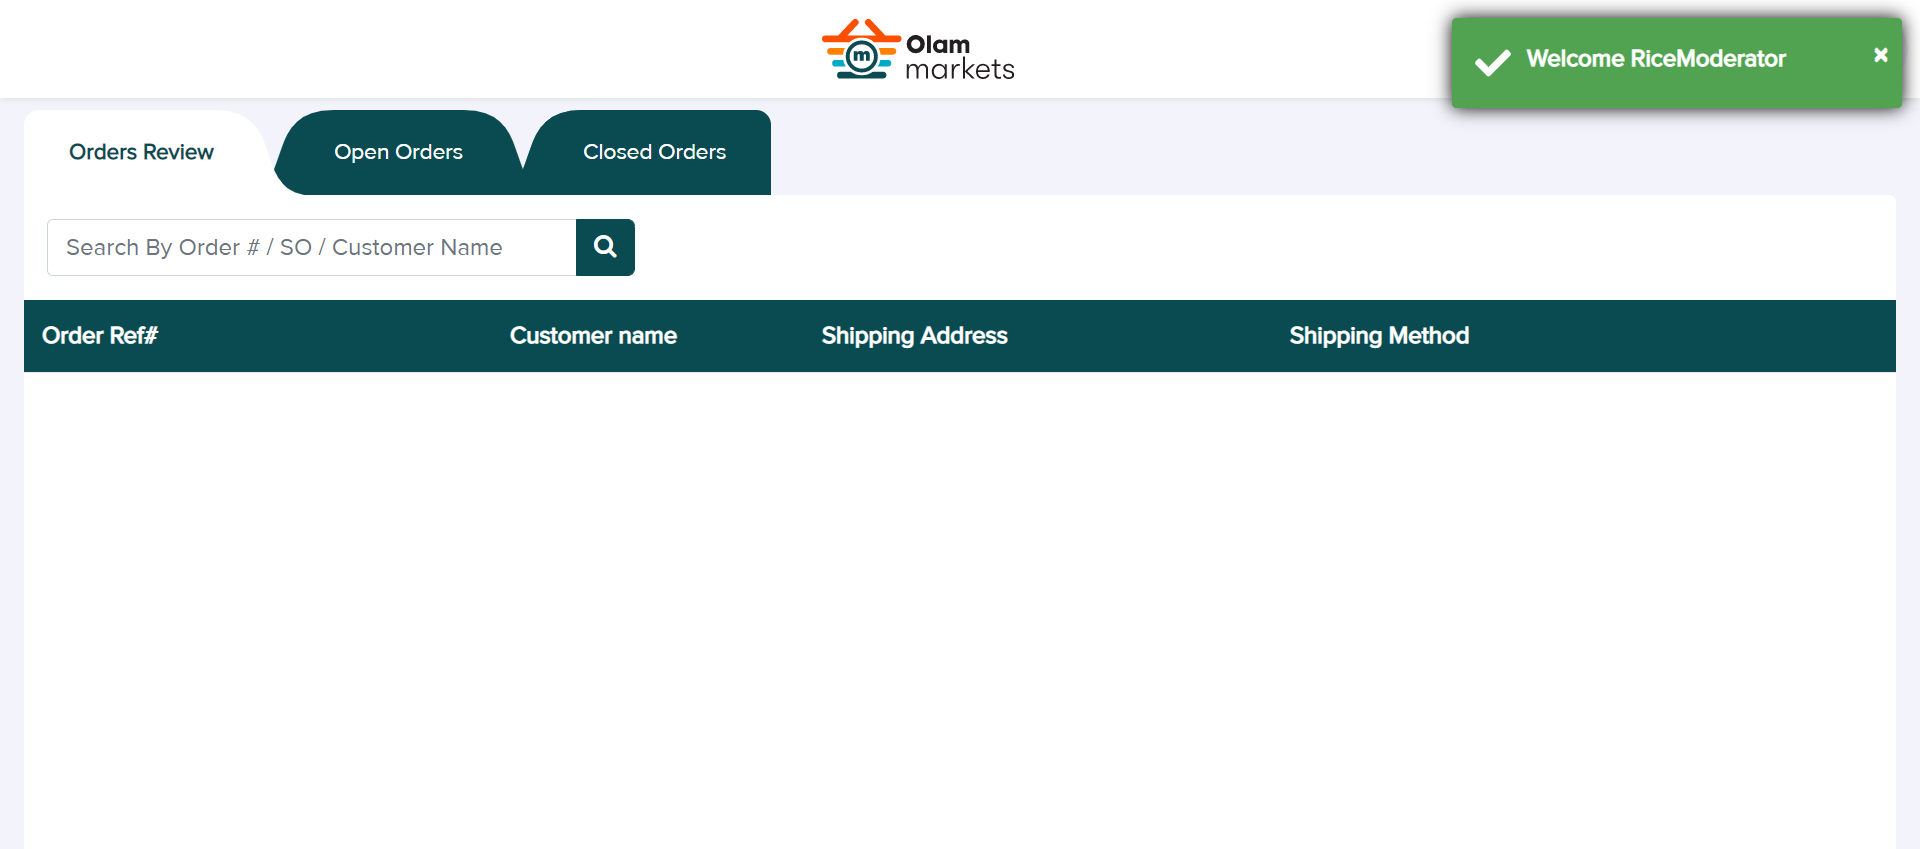 m
Olam
markets
Welcome RiceModerator
×
Orders Review
Open Orders
Closed Orders
Search By Order # / SO / Customer Name
Order Ref#
Customer name
Shipping Address
Shipping Method